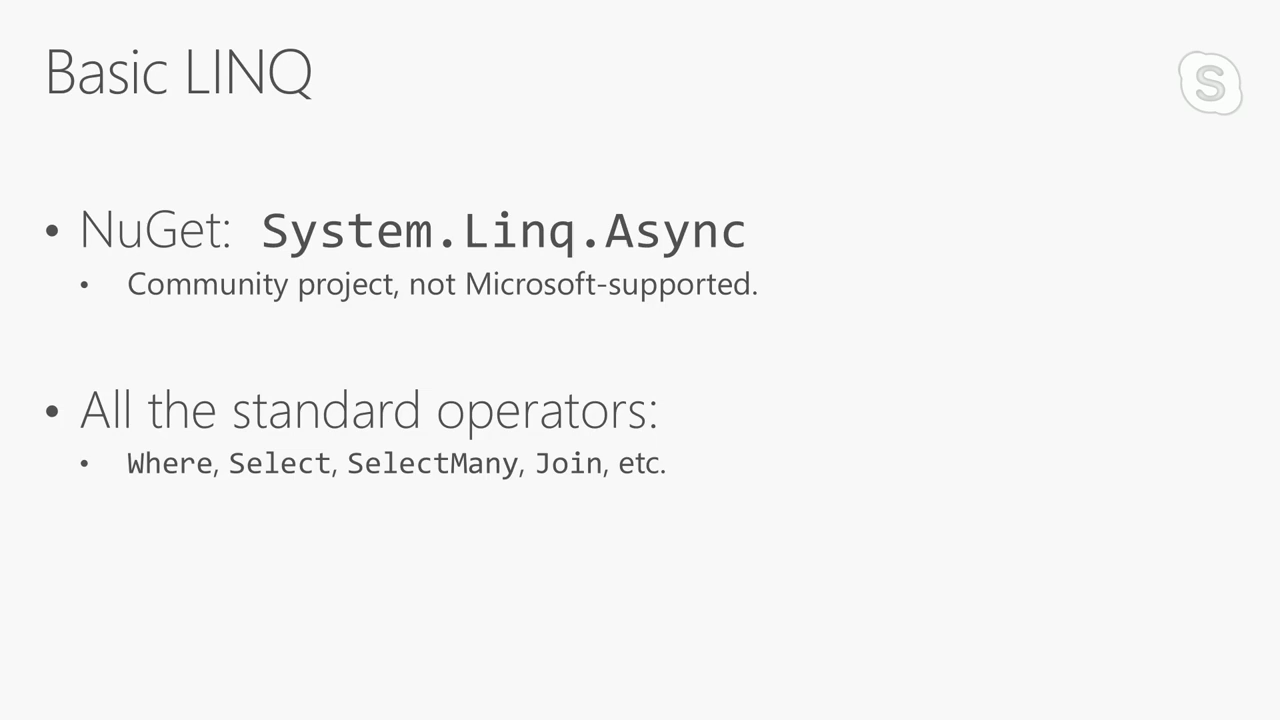 Basic LINQ
S
• NuGet: System.Linq.Async
• Community project, not Microsoft-supported.
• All the standard operators:
• Where, Select, SelectMany, Join, etc.